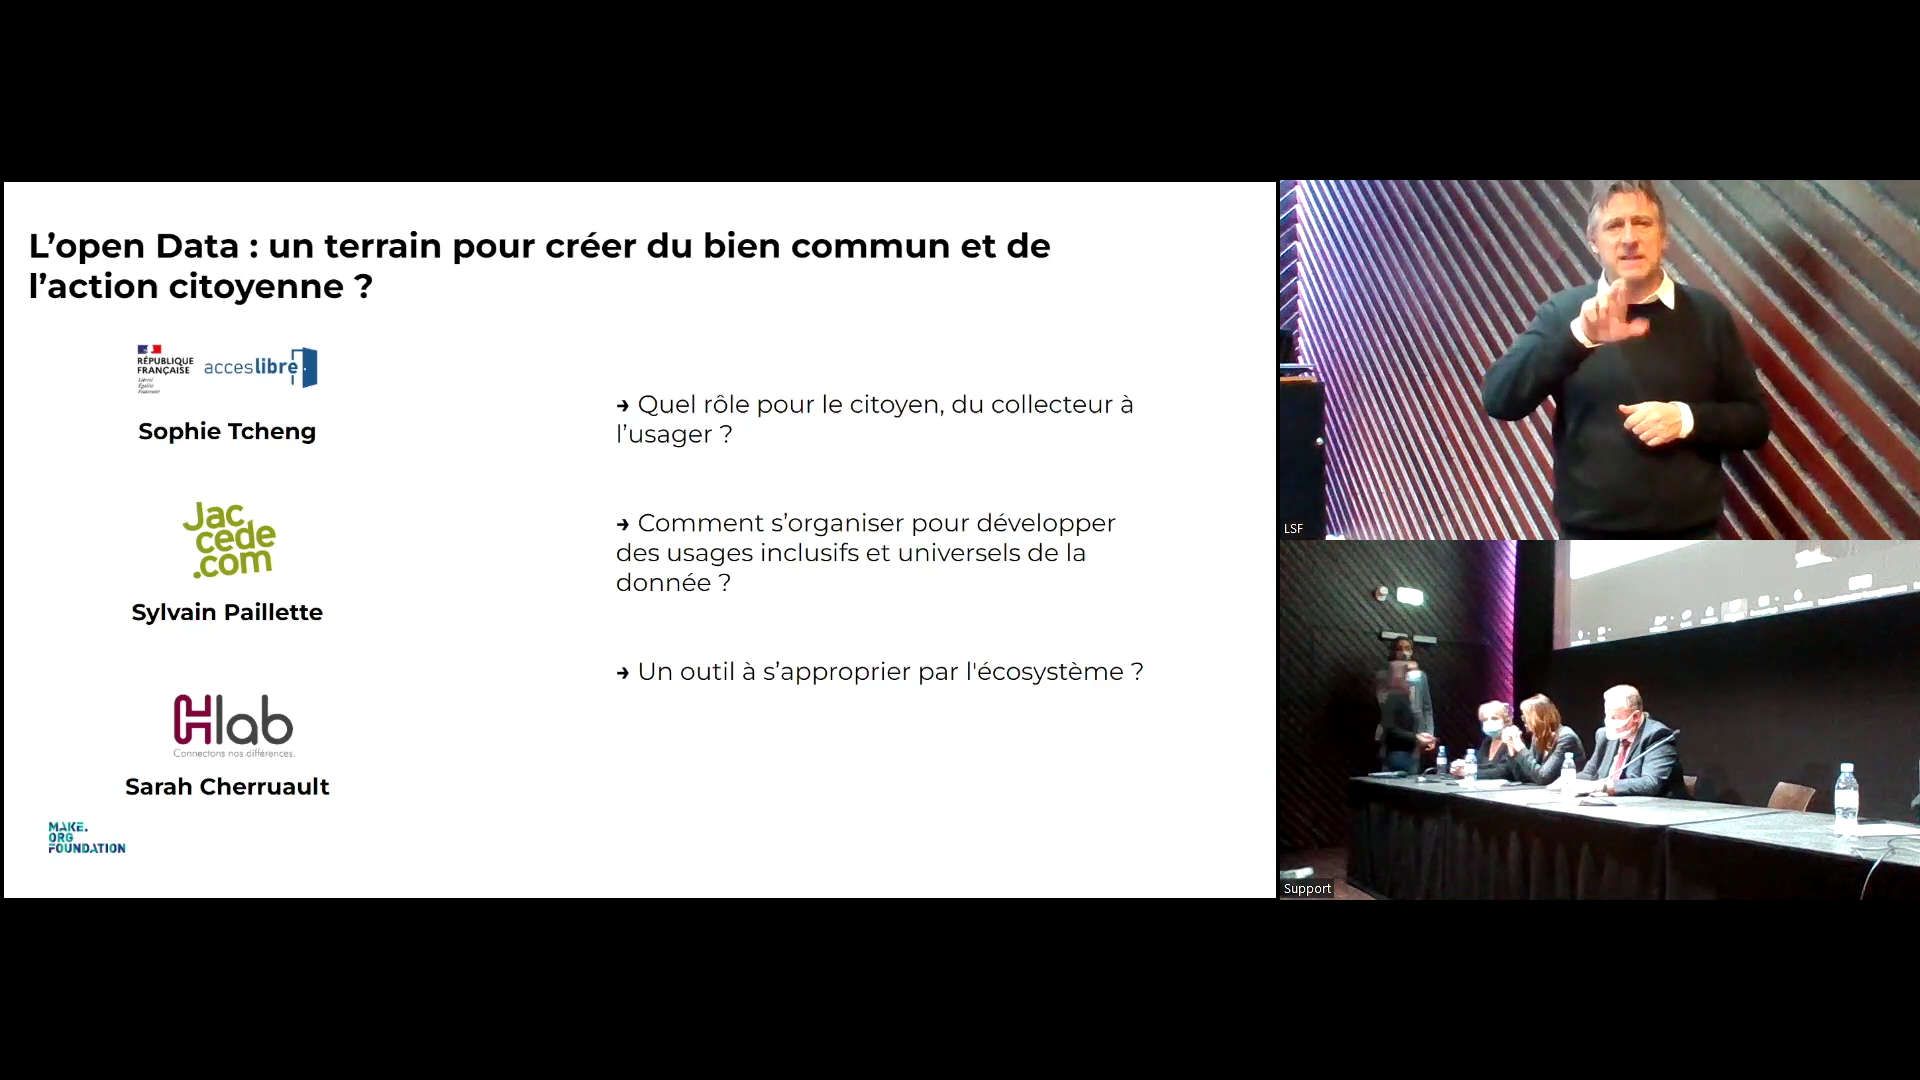 L’open Data : un terrain pour créer du bien commun et de
l’action citoyenne ?
RÉPUBLIQUE
FRANÇAISE
Liberté
Égalité
Fraternité
acceslibre
Sophie Tcheng
Jac
cede
.com
Sylvain Paillette
Hlab
Connectons nos différences.
Sarah Cherruault
MAKE.
ORG
FOUNDATION
→ Quel rôle pour le citoyen, du collecteur à
l’usager ?
→ Comment s’organiser pour développer
des usages inclusifs et universels de la
donnée ?
→ Un outil à s’approprier par l'écosystème ?
LSF
Support